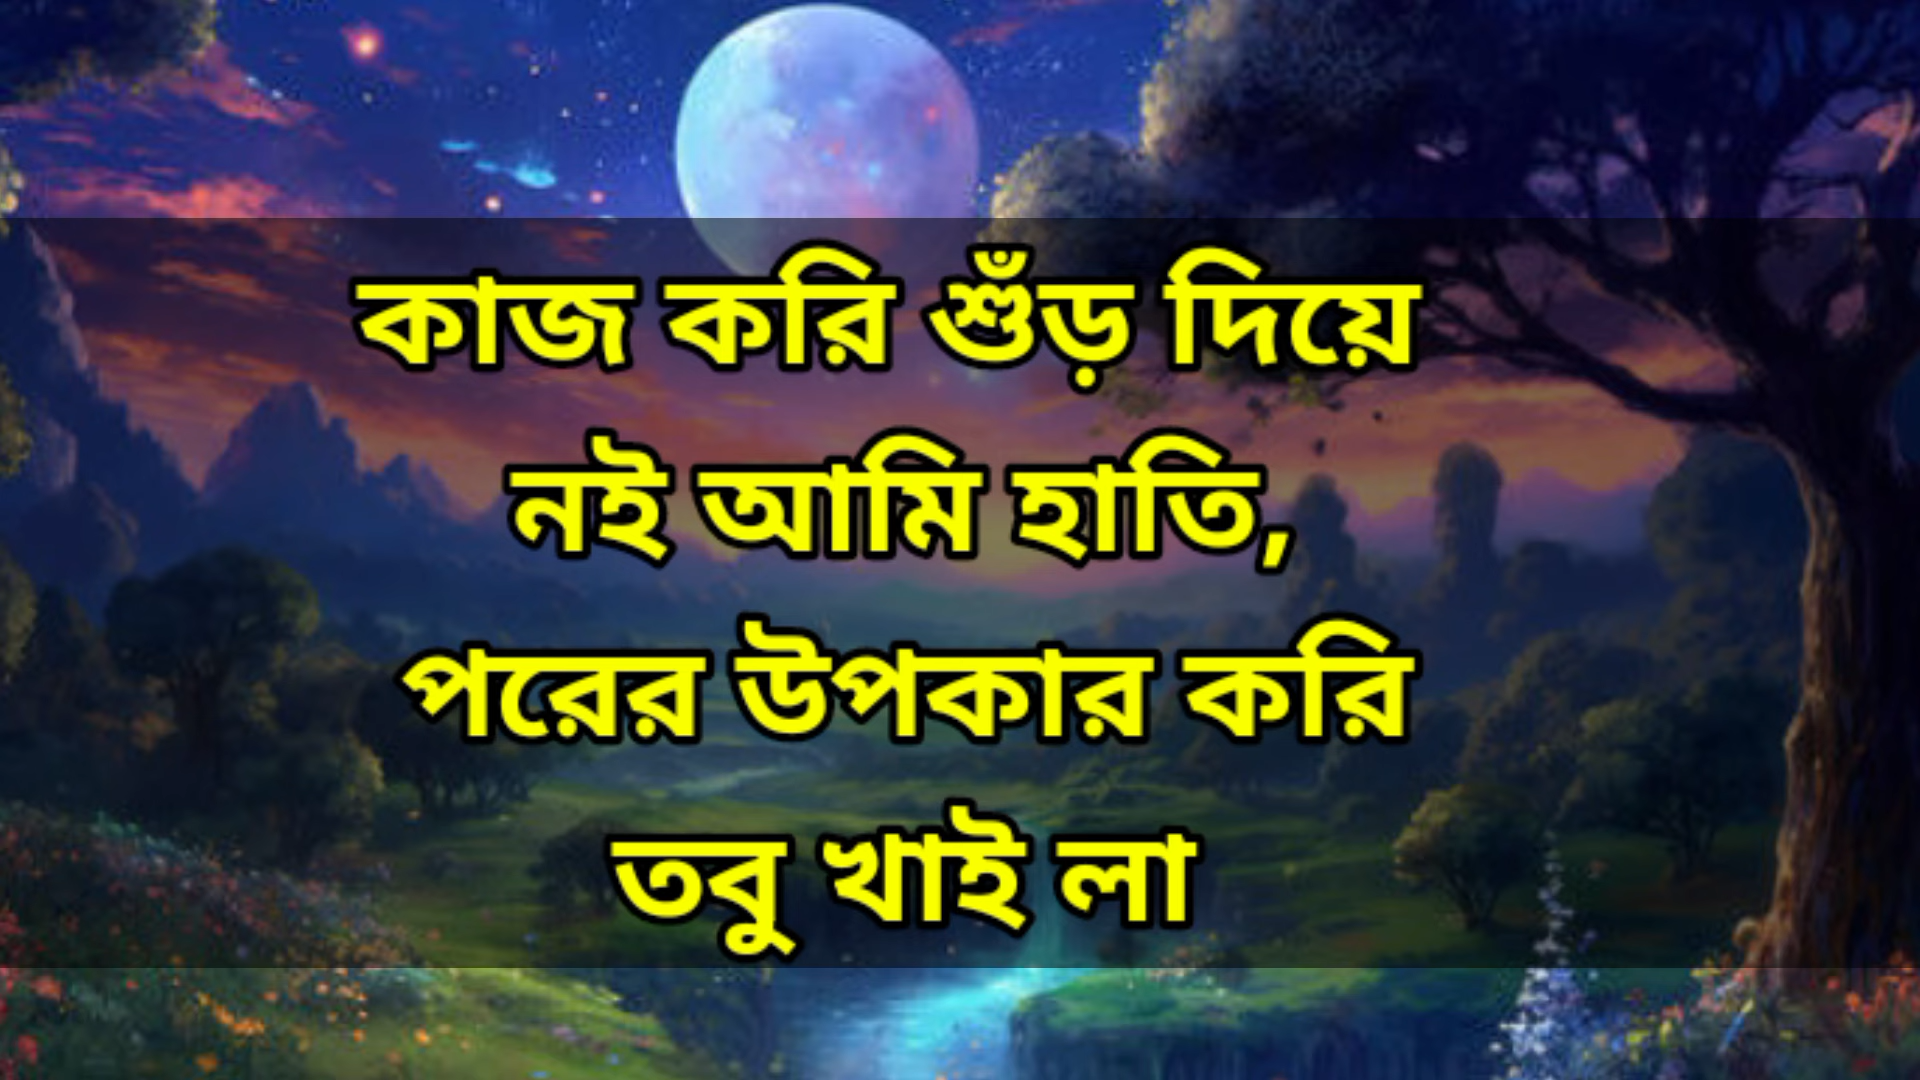 কাজ করি শুঁড় দিয়ে
নই আমি হাতি,
পরের উপকার করি
তবু খাই লা